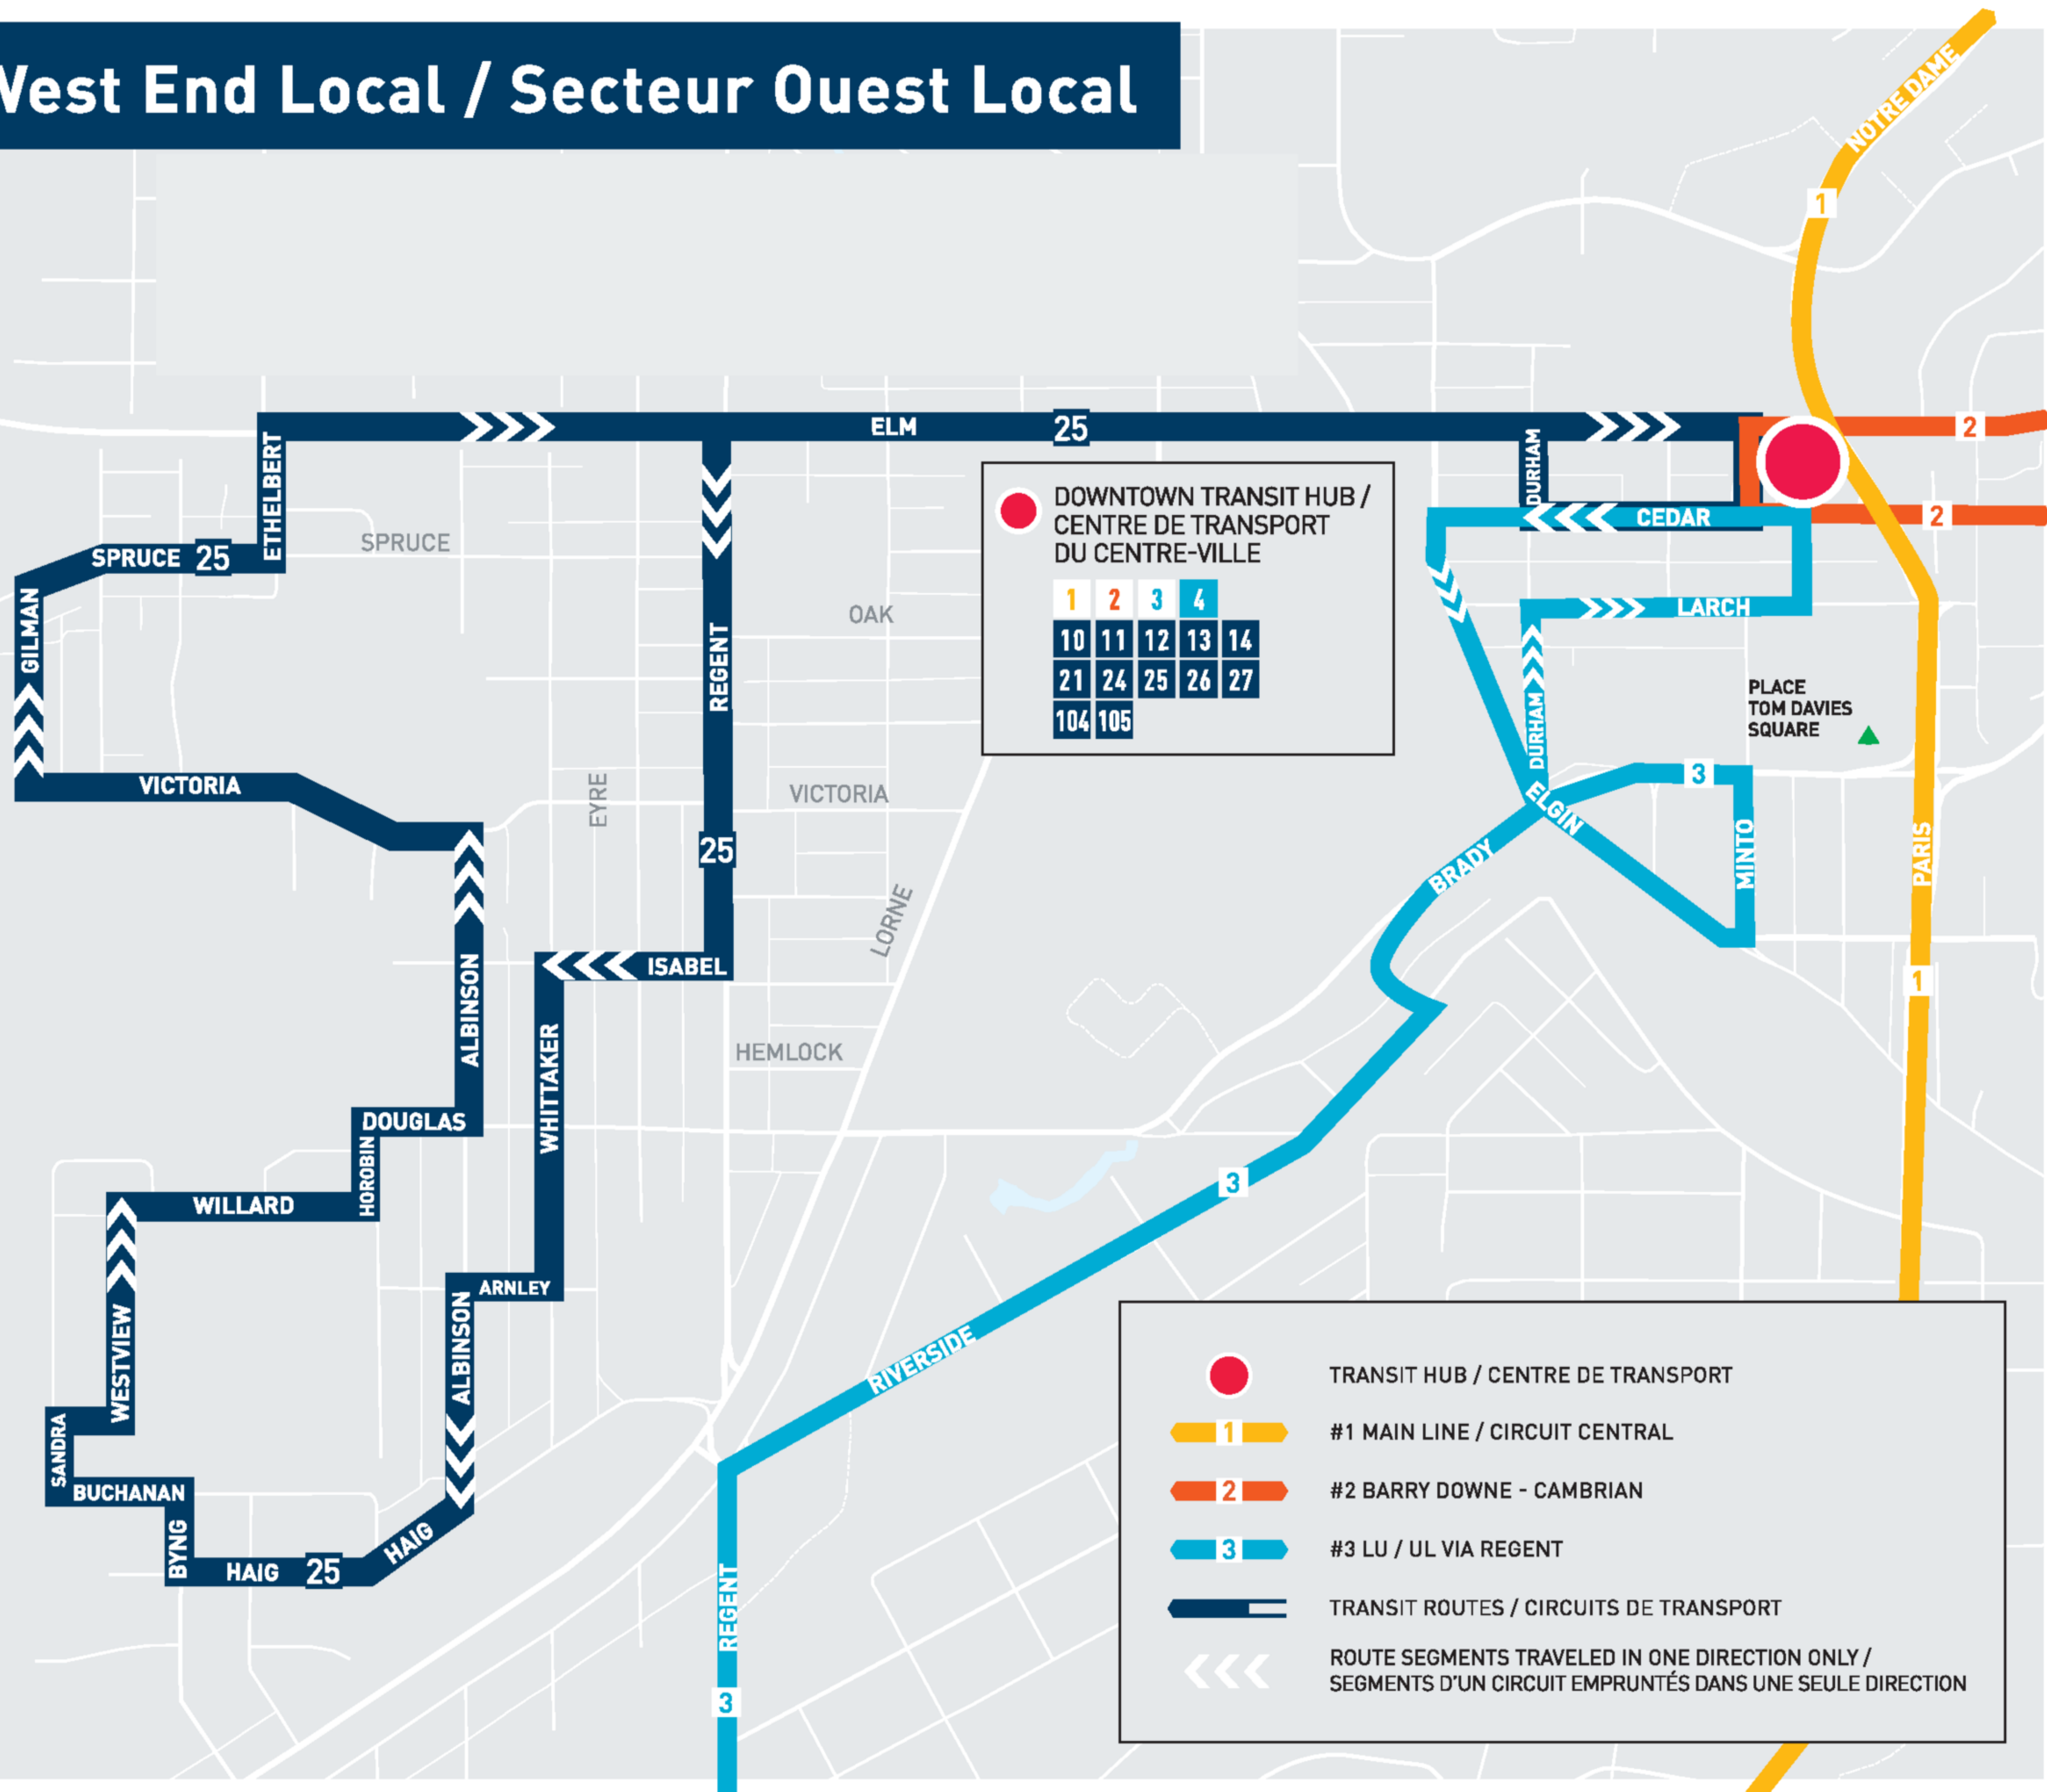 Vest End Local / Secteur Ouest Local
NOTRE DAME
1
ELM
25
2
ETHELBERT
DURHAM
SPRUCE 25
SPRUCE
CEDAR
2
GILMAN
REGENT
OAK
DOWNTOWN TRANSIT HUB /
CENTRE DE TRANSPORT
DU CENTRE-VILLE
1 2 3 4
10 11 12 13 14
21 24 25 26 27
104 105
LARCH
PLACE
TOM DAVIES
SQUARE
DURHAM
VICTORIA
EYRE
VICTORIA
3
ELGIN
25
BRADY
MINTO
PARIS
LORNE
ISABEL
1
ALBINSON
WHITTAKER
HEMLOCK
DOUGLAS
HOROBIN
WILLARD
3
ARNLEY
ALBINSON
WESTVIEW
RIVERSIDE
SANDRA
BUCHANAN
BYNG
HAIG 25
HAIG
REGENT
3
TRANSIT HUB / CENTRE DE TRANSPORT
1 #1 MAIN LINE / CIRCUIT CENTRAL
2 #2 BARRY DOWNE - CAMBRIAN
3 #3 LU / UL VIA REGENT
TRANSIT ROUTES / CIRCUITS DE TRANSPORT
ROUTE SEGMENTS TRAVELED IN ONE DIRECTION ONLY /
SEGMENTS D'UN CIRCUIT EMPRUNTÉS DANS UNE SEULE DIRECTION